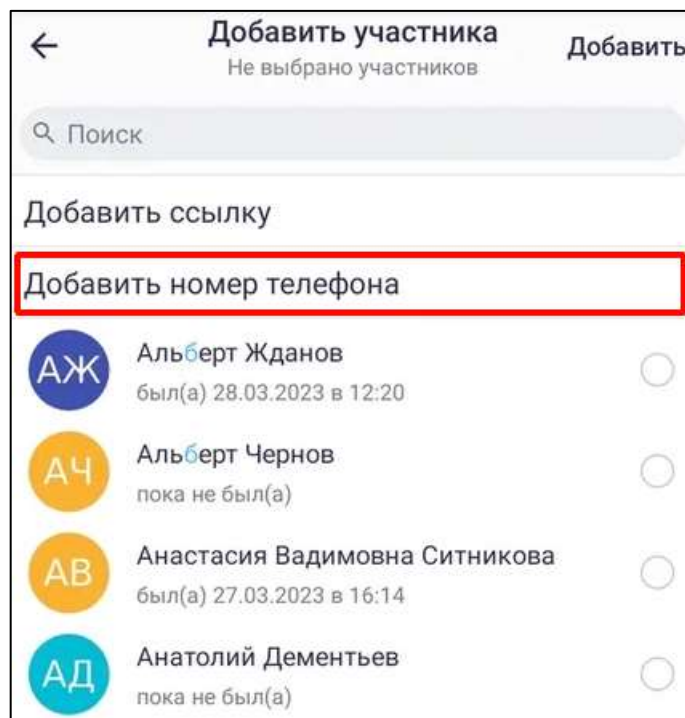 Добавить участника
Не выбрано участников
Добавить
Поиск
Добавить ссылку
Добавить номер телефона
АЖ
Альберт Жданов
был(а) 28.03.2023 в 12:20
АЧ
Альберт Чернов
пока не был(а)
АВ
Анастасия Вадимовна Ситникова
был(а) 27.03.2023 в 16:14
АД
Анатолий Дементьев
пока не был(а)